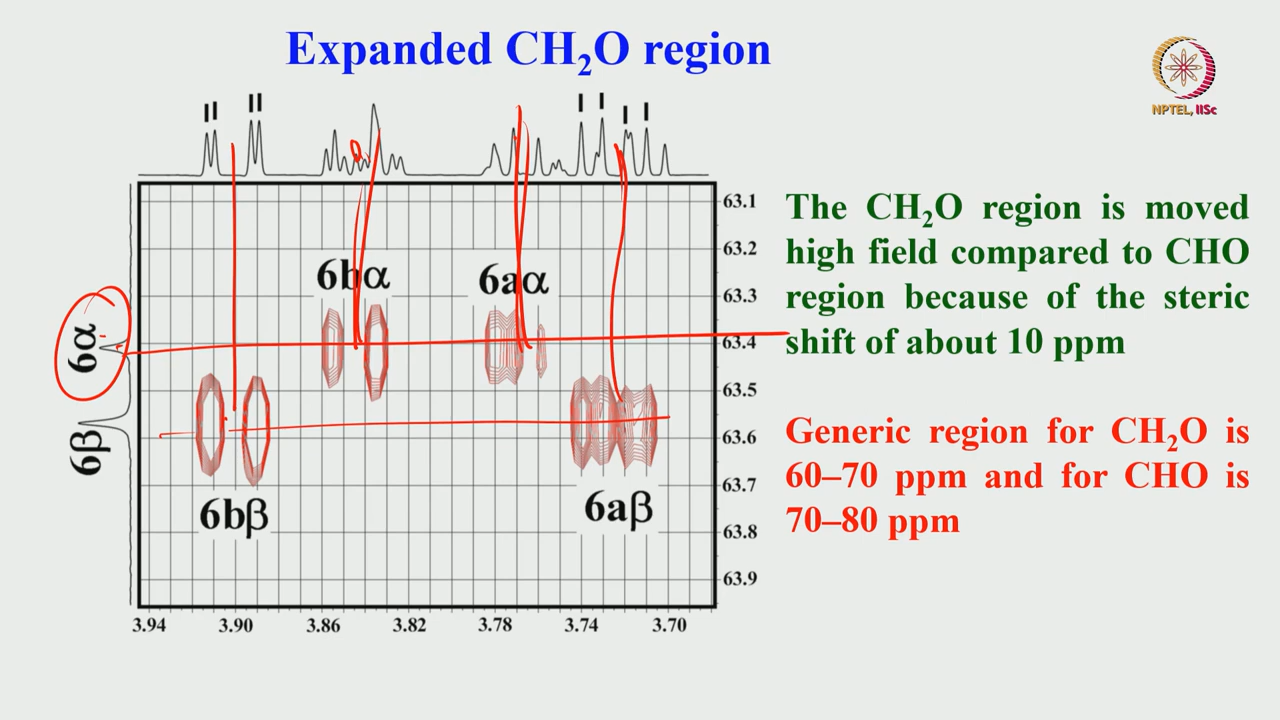 Expanded CH₂O region
NPTEL, IISc
63.1
63.2
6bα 6aα
63.3
6α
63.4
63.5
6β
63.6
63.7
6bβ 6aβ
63.8
63.9
3.94 3.90 3.86 3.82 3.78 3.74 3.70
The CH₂O region is moved
high field compared to CHO
region because of the steric
shift of about 10 ppm
Generic region for CH₂O is
60–70 ppm and for CHO is
70–80 ppm